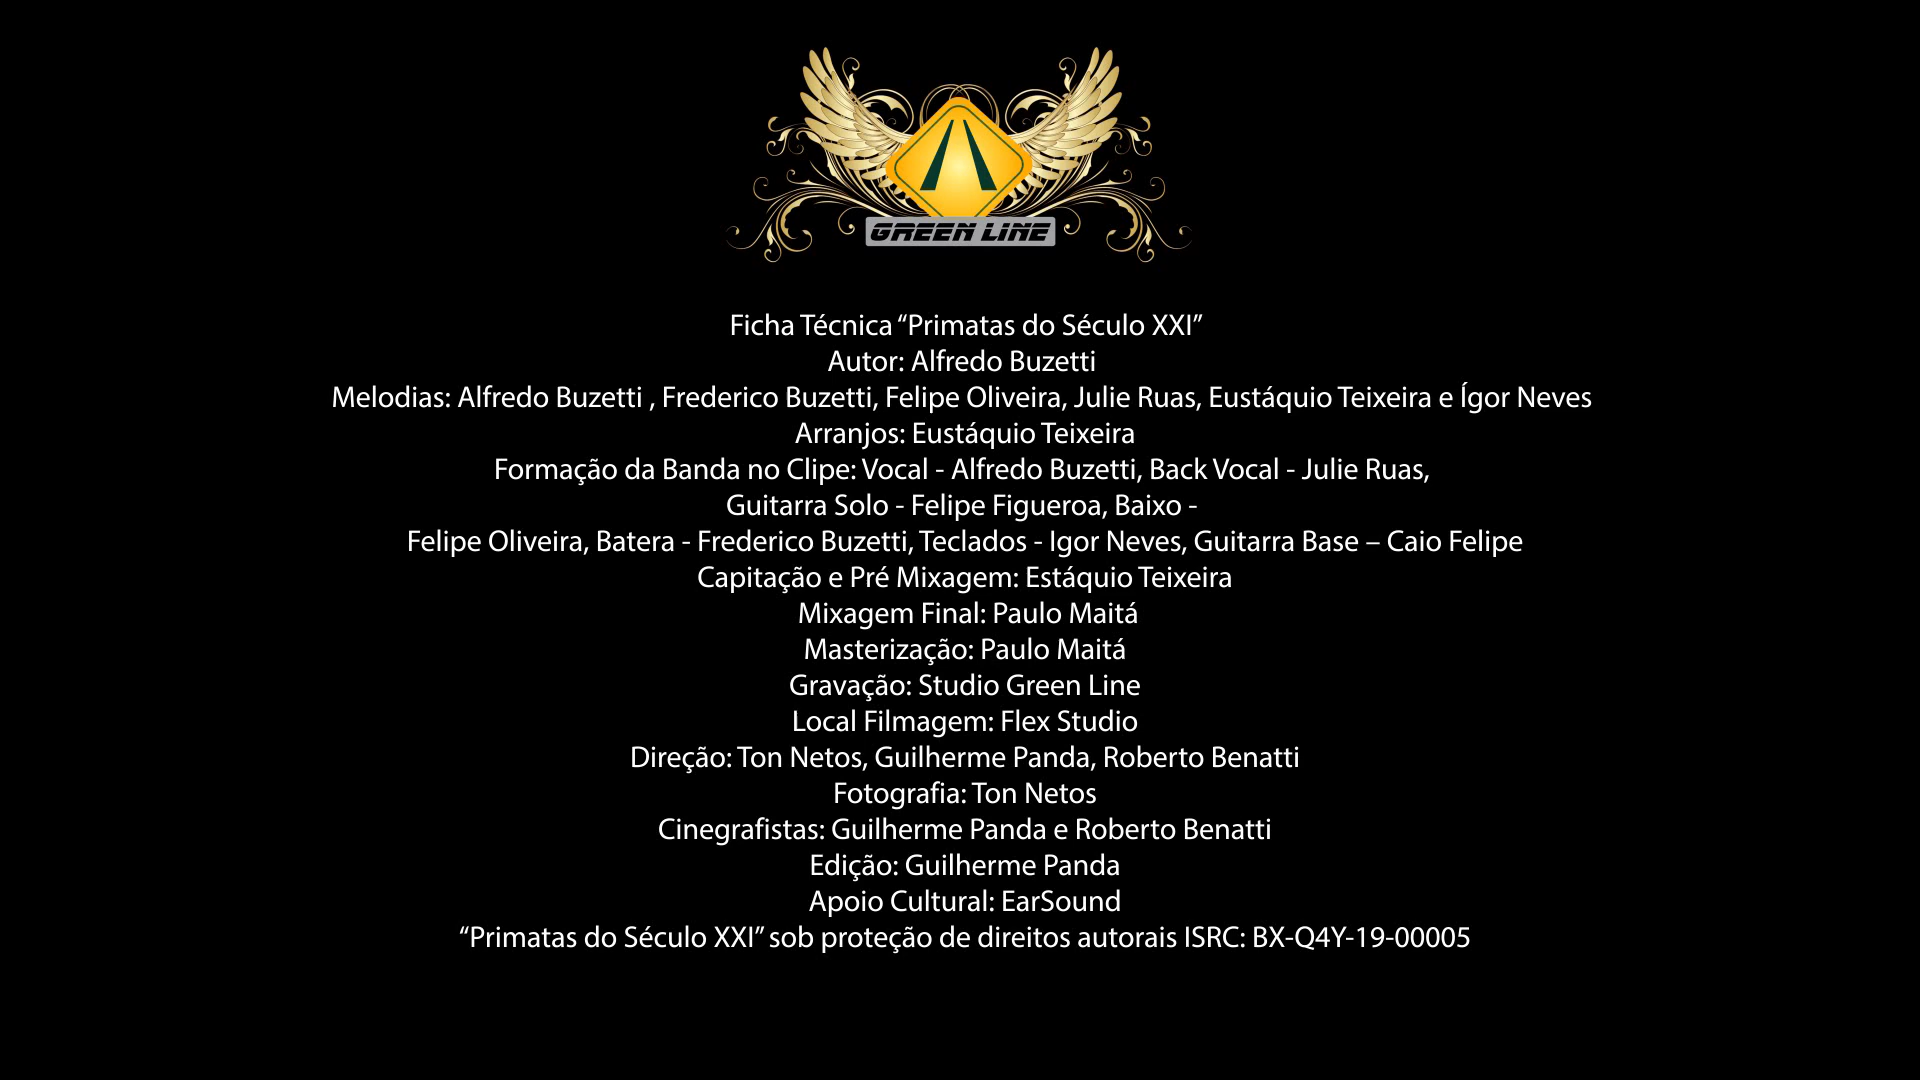 GREEN LINE
Ficha Técnica “Primatas do Século XXI”
Autor: Alfredo Buzetti
Melodias: Alfredo Buzetti , Frederico Buzetti, Felipe Oliveira, Julie Ruas, Eustáquio Teixeira e Ígor Neves
Arranjos: Eustáquio Teixeira
Formação da Banda no Clipe: Vocal - Alfredo Buzetti, Back Vocal - Julie Ruas,
Guitarra Solo - Felipe Figueroa, Baixo -
Felipe Oliveira, Batera - Frederico Buzetti, Teclados - Igor Neves, Guitarra Base – Caio Felipe
Capitação e Pré Mixagem: Estáquio Teixeira
Mixagem Final: Paulo Maitá
Masterização: Paulo Maitá
Gravação: Studio Green Line
Local Filmagem: Flex Studio
Direção: Ton Netos, Guilherme Panda, Roberto Benatti
Fotografia: Ton Netos
Cinegrafistas: Guilherme Panda e Roberto Benatti
Edição: Guilherme Panda
Apoio Cultural: EarSound
“Primatas do Século XXI” sob proteção de direitos autorais ISRC: BX-Q4Y-19-00005